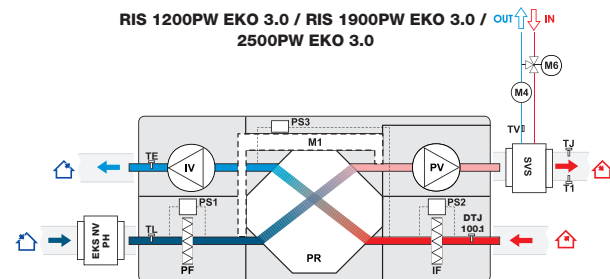 RIS 1200PW EKO 3.0 / RIS 1900PW EKO 3.0 /
2500PW EKO 3.0
OUT IN
M6
M4
PS3
TV
TJ
M1
TE
IV
PV
SVS
T1
PS1
PS2
EKS NV
PH
TL
DTJ
100.1
PF
PR
IF